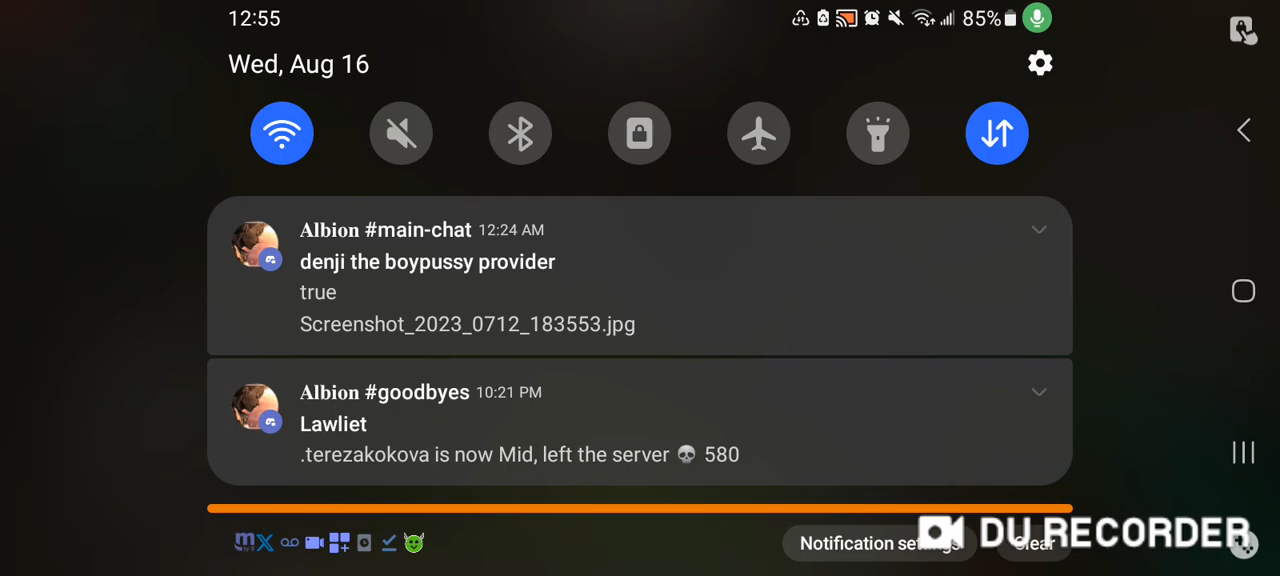 12:55
85%
Wed, Aug 16
Albion #main-chat 12:24 AM
denji the boypussy provider
true
Screenshot_2023_0712_183553.jpg
Albion #goodbyes 10:21 PM
Lawliet
.terezakokova is now Mid, left the server 💀 580
Notification settings
Clear
DU RECORDER